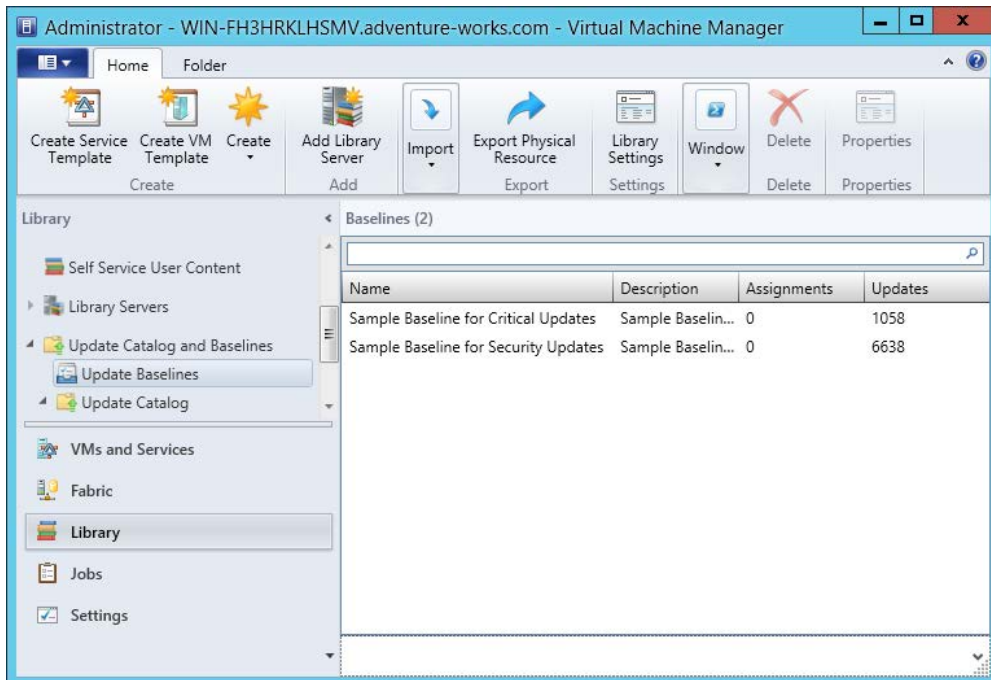 Administrator - WIN-FH3HRKLHSMV.adventure-works.com - Virtual Machine Manager
Home Folder
Create Service Template
Create VM Template
Create
Add Library Server
Import
Export Physical Resource
Library Settings
Window
Delete
Properties
Create Add Export Settings Delete Properties
Library
Self Service User Content
Library Servers
Update Catalog and Baselines
Update Baselines
Update Catalog
VMs and Services
Fabric
Library
Jobs
Settings
Baselines (2)
Name Description Assignments Updates
Sample Baseline for Critical Updates Sample Baselin... 0 1058
Sample Baseline for Security Updates Sample Baselin... 0 6638